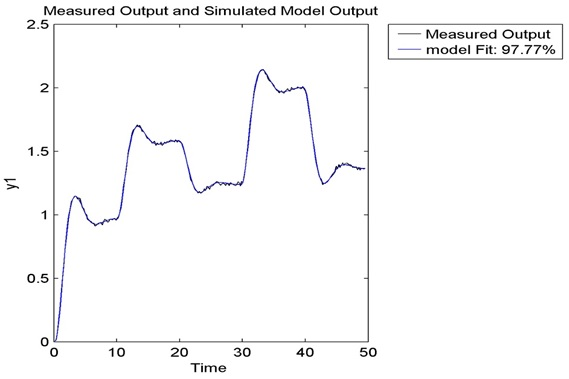 Measured Output and Simulated Model Output
Measured Output
model Fit: 97.77%
2.5
2
1.5
1
0.5
0
y1
0 10 20 30 40 50
Time